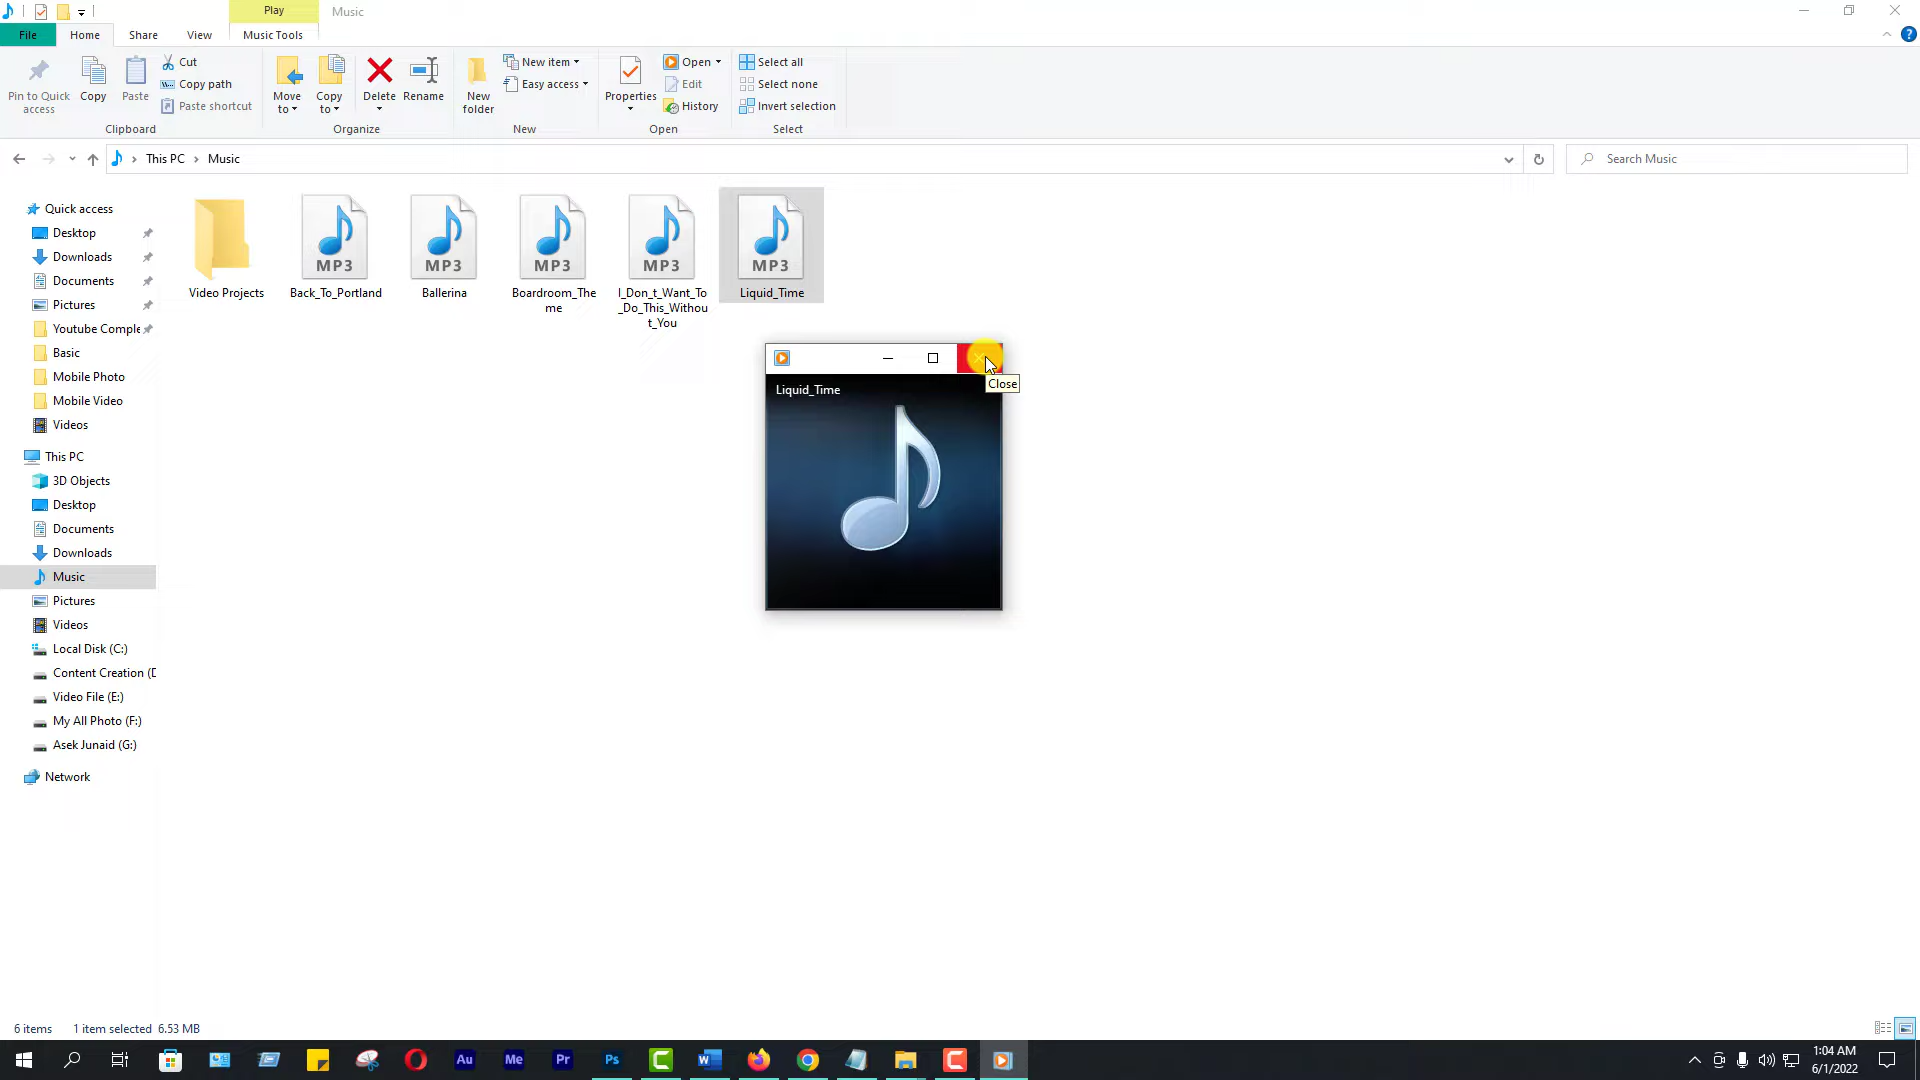 Play
Music
File
Home
Share
View
Music Tools
Pin to Quick access
Copy
Paste
Cut
Copy path
Paste shortcut
Clipboard
Move to
Copy to
Delete
Rename
Organize
New folder
New item
Easy access
New
Properties
Open
Edit
History
Open
Select all
Select none
Invert selection
Select
This PC
Music
Search Music
Quick access
Desktop
Downloads
Documents
Pictures
Youtube Comple
Basic
Mobile Photo
Mobile Video
Videos
This PC
3D Objects
Desktop
Documents
Downloads
Music
Pictures
Videos
Local Disk (C:)
Content Creation (D
Video File (E:)
My All Photo (F:)
Asek Junaid (G:)
Network
MP3
MP3
MP3
MP3
MP3
Video Projects
Back_To_Portland
Ballerina
Boardroom_The
me
I_Don_t_Want_To
_Do_This_Withou
t_You
Liquid_Time
Close
Liquid_Time
6 items
1 item selected 6.53 MB
Au
Me
Pr
Ps
1:04 AM
6/1/2022